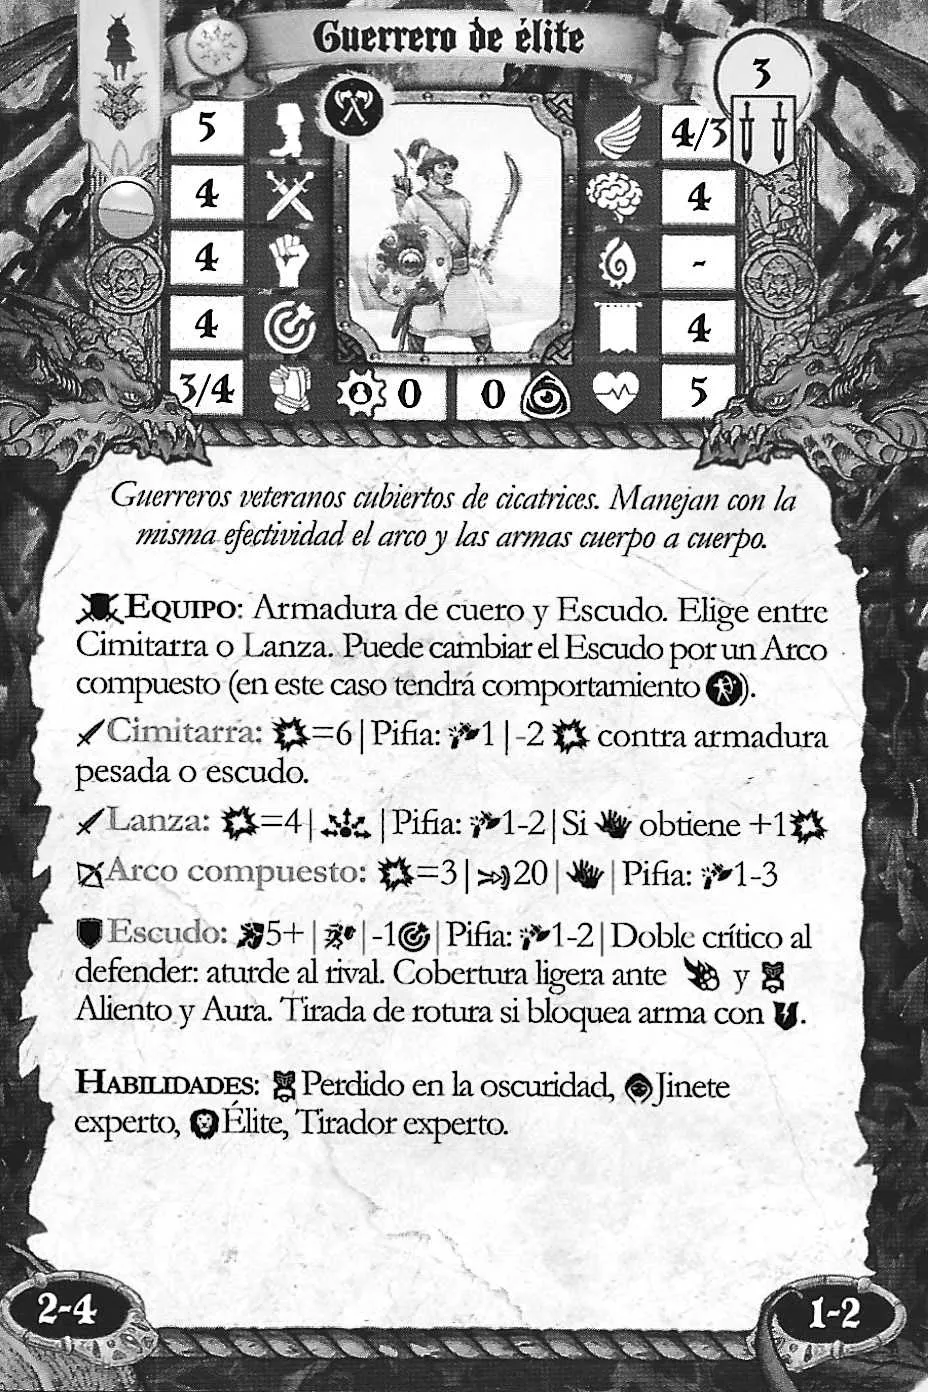 Guerrero de élite
3
5
4/3
4
4
4
-
4
4
3/4
0
0
5
Guerreros veteranos cubiertos de cicatrices. Manejan con la
misma efectividad el arco y las armas cuerpo a cuerpo.
EQUIPO: Armadura de cuero y Escudo. Elige entre
Cimitarra o Lanza. Puede cambiar el Escudo por un Arco
compuesto (en este caso tendrá comportamiento ).
Cimitarra: =6 | Pifia: 1 | -2 contra armadura
pesada o escudo.
Lanza: =4 | | Pifia: 1-2 | Si obtiene +1
Arco compuesto: =3 | 20 | | Pifia: 1-3
Escudo: 5+ | | -1 | Pifia: 1-2 | Doble crítico al
defender: aturde al rival. Cobertura ligera ante y
Aliento y Aura. Tirada de rotura si bloquea arma con .
HABILIDADES: Perdido en la oscuridad, Jinete
experto, Élite, Tirador experto.
2-4
1-2